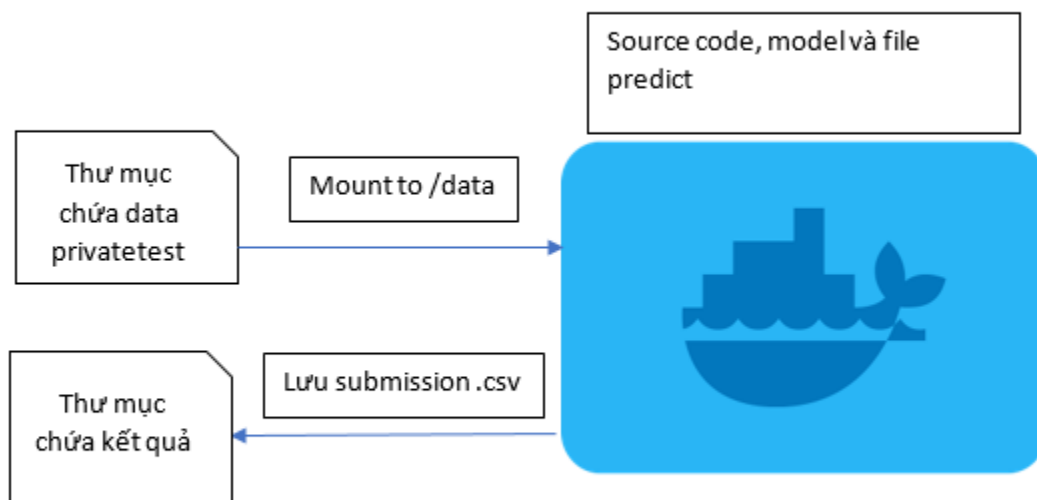 Source code, model và file
predict
Thư mục
chứa data
privatetest
Mount to /data
Lưu submission .csv
Thư mục
chứa kết quả